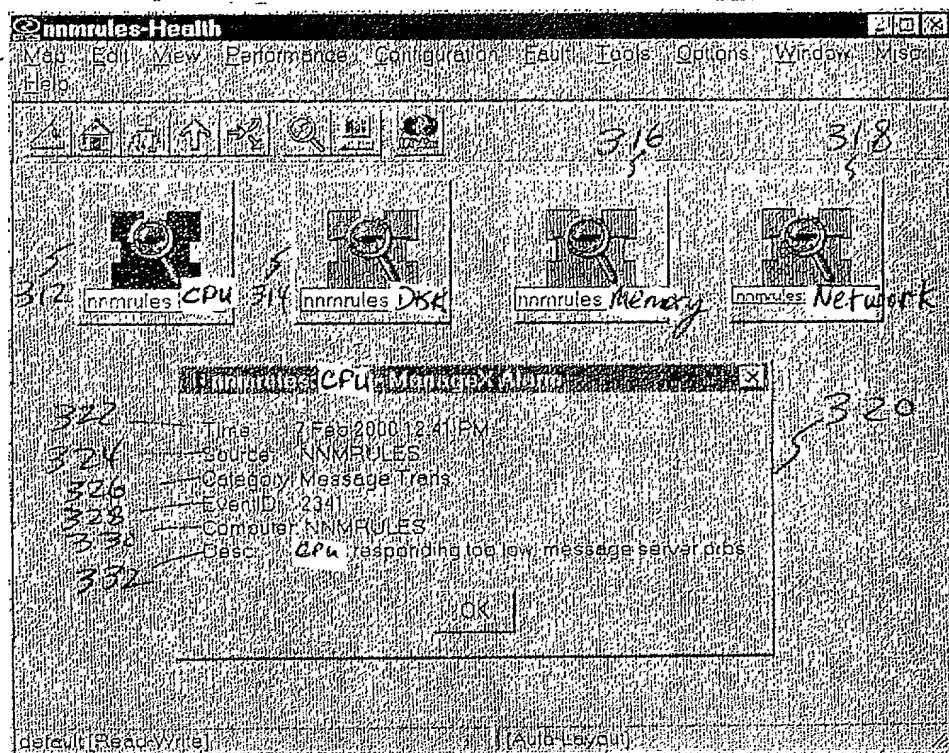 nnmrules-Health
Map Edit View Performance Configuration Fault Tools Options Window Misc
Help
316
318
312
nnmrules CPU
314
nnmrules Disk
nnmrules Memory
nnmrules Network
nnmrules CPU ManageX Alarm
320
322 Time: 7 Feb 2000 12:41 PM
324 Source: NNMRULES
326 Category: Message Trans
328 EventID: 2341
330 Computer: NNMRULES
332 Desc: CPU responding too low, message server prbs
OK
default [Read-Write]
[Auto-Layout]